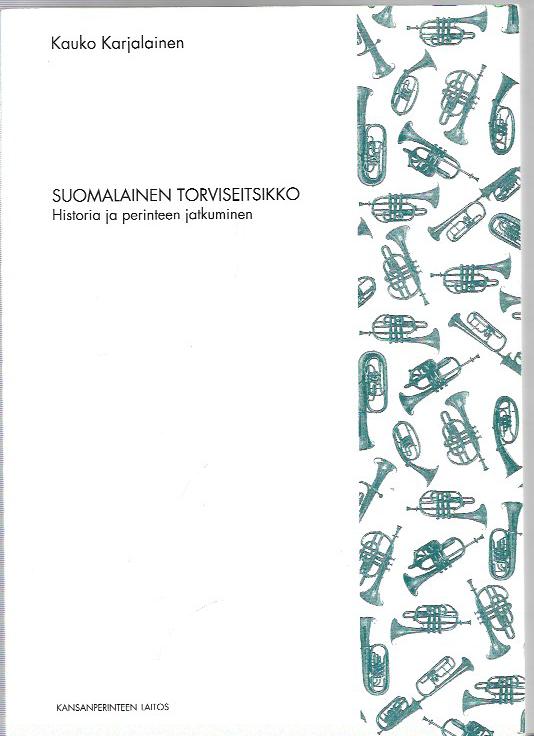 Kauko Karjalainen
SUOMALAINEN TORVISEITSIKKO
Historia ja perinteen jatkuminen
KANSANPERINTEEN LAITOS